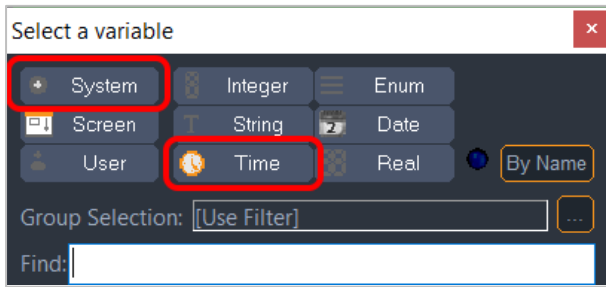 Select a variable
System Integer Enum
Screen String Date
User Time Real By Name
Group Selection: [Use Filter] ...
Find: